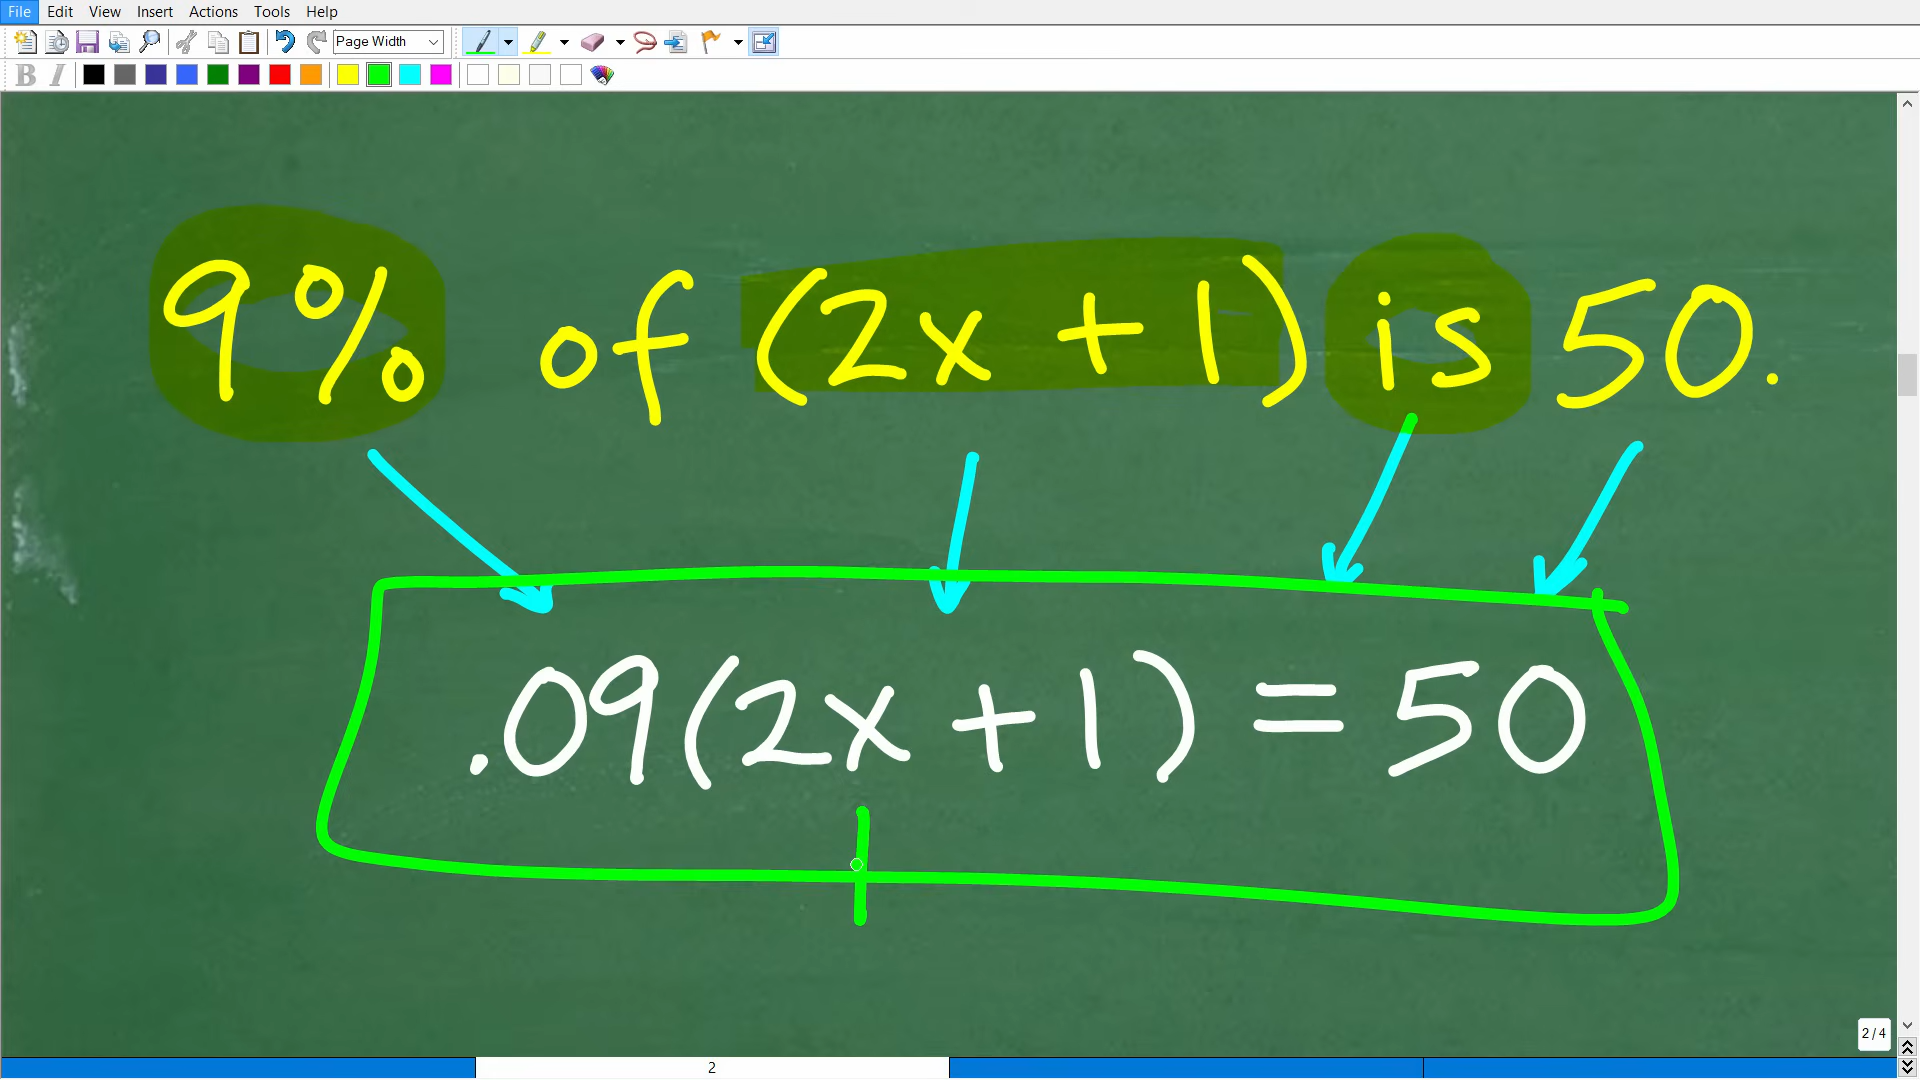 File Edit View Insert Actions Tools Help
Page Width
B I
9% of (2x + 1) is 50.
.09(2x + 1) = 50
2 / 4
2